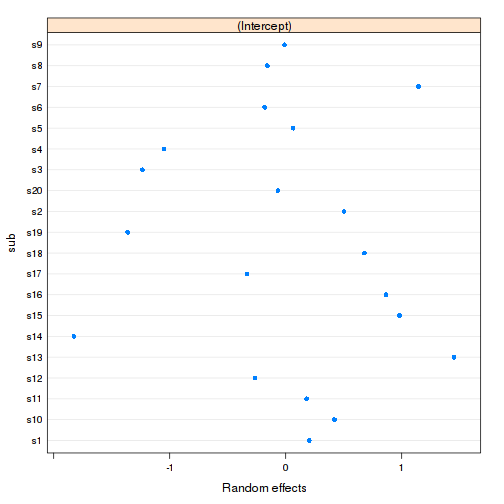 (Intercept)
s9
s8
s7
s6
s5
s4
s3
s20
s2
s19
s18
s17
s16
s15
s14
s13
s12
s11
s10
s1
sub
-1 0 1
Random effects